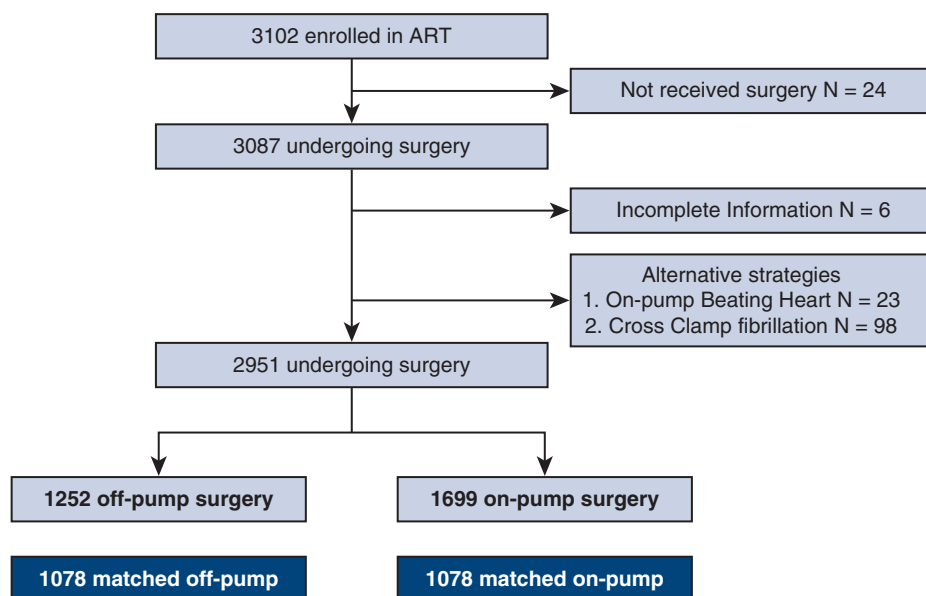 3102 enrolled in ART
Not received surgery N = 24
3087 undergoing surgery
Incomplete Information N = 6
Alternative strategies
1. On-pump Beating Heart N = 23
2. Cross Clamp fibrillation N = 98
2951 undergoing surgery
1252 off-pump surgery
1699 on-pump surgery
1078 matched off-pump
1078 matched on-pump